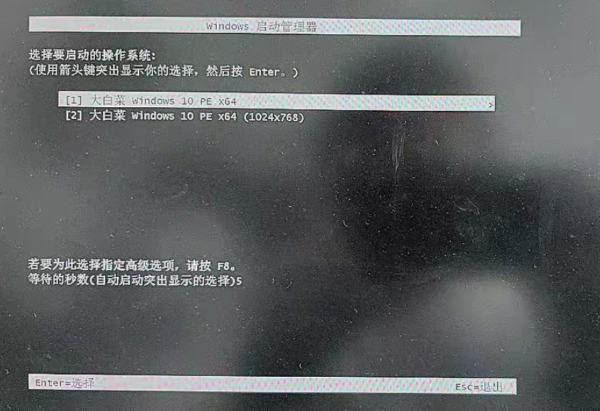 Windows 启动管理器
选择要启动的操作系统:
(使用箭头键突出显示你的选择，然后按 Enter。)
[1] 大白菜 Windows 10 PE x64 >
[2] 大白菜 Windows 10 PE x64 (1024x768)
若要为此选择指定高级选项，请按 F8。
等待的秒数(自动启动突出显示的选择)5
Enter=选择 Esc=退出